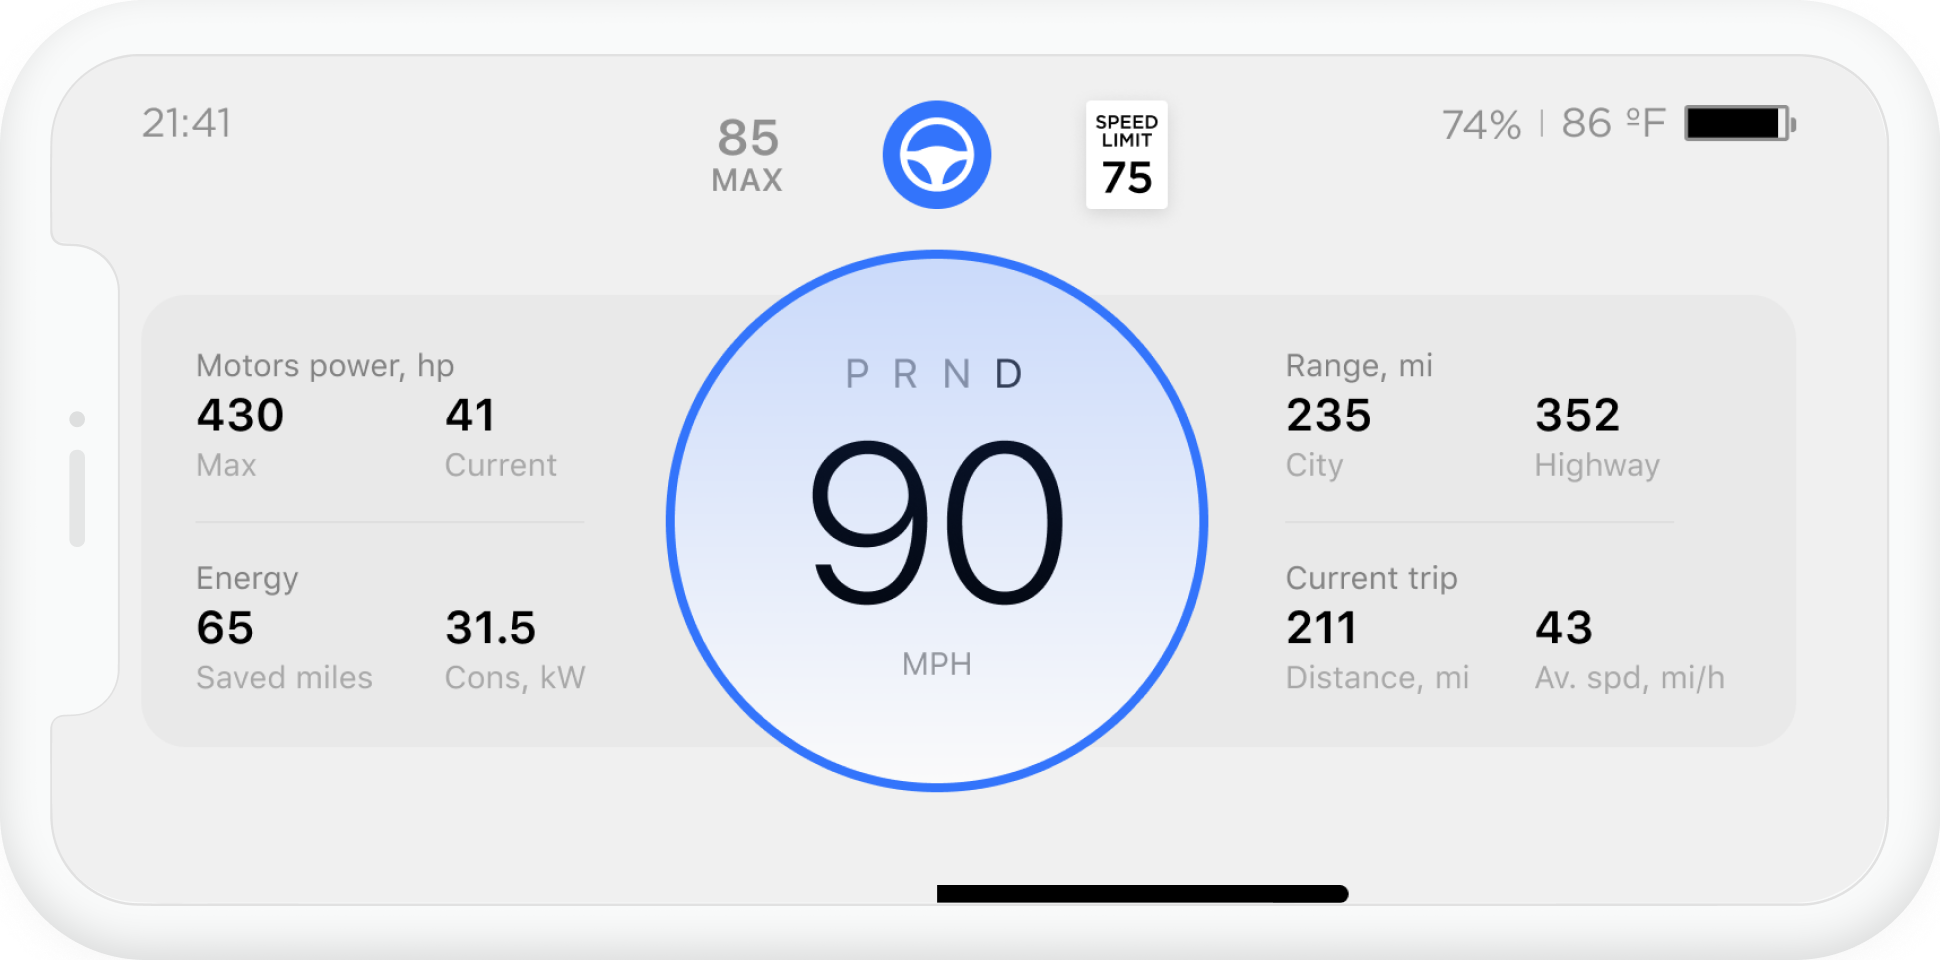 21:41
85
MAX
SPEED
LIMIT
75
74% | 86 ºF
Motors power, hp
430 41
Max Current
Energy
65 31.5
Saved miles Cons, kW
P R N D
90
MPH
Range, mi
235 352
City Highway
Current trip
211 43
Distance, mi Av. spd, mi/h